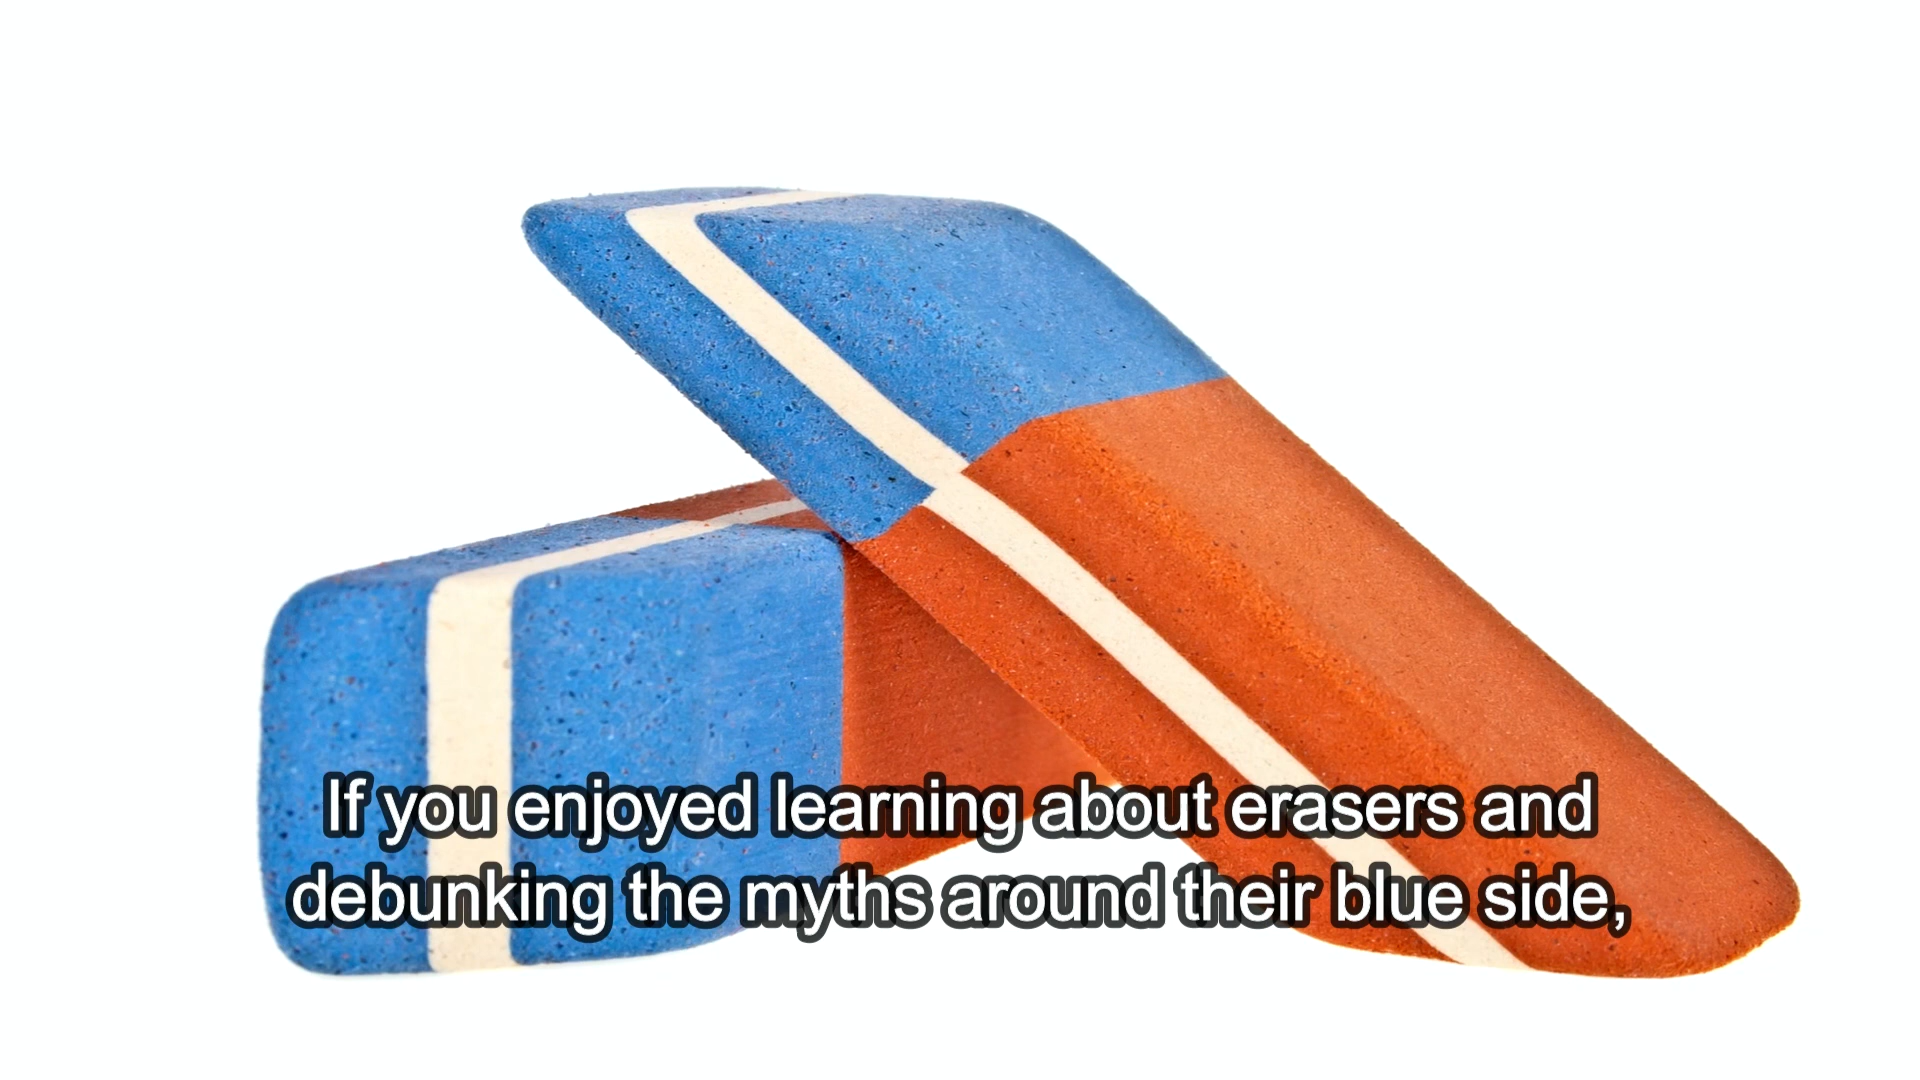 If you enjoyed learning about erasers and
debunking the myths around their blue side,